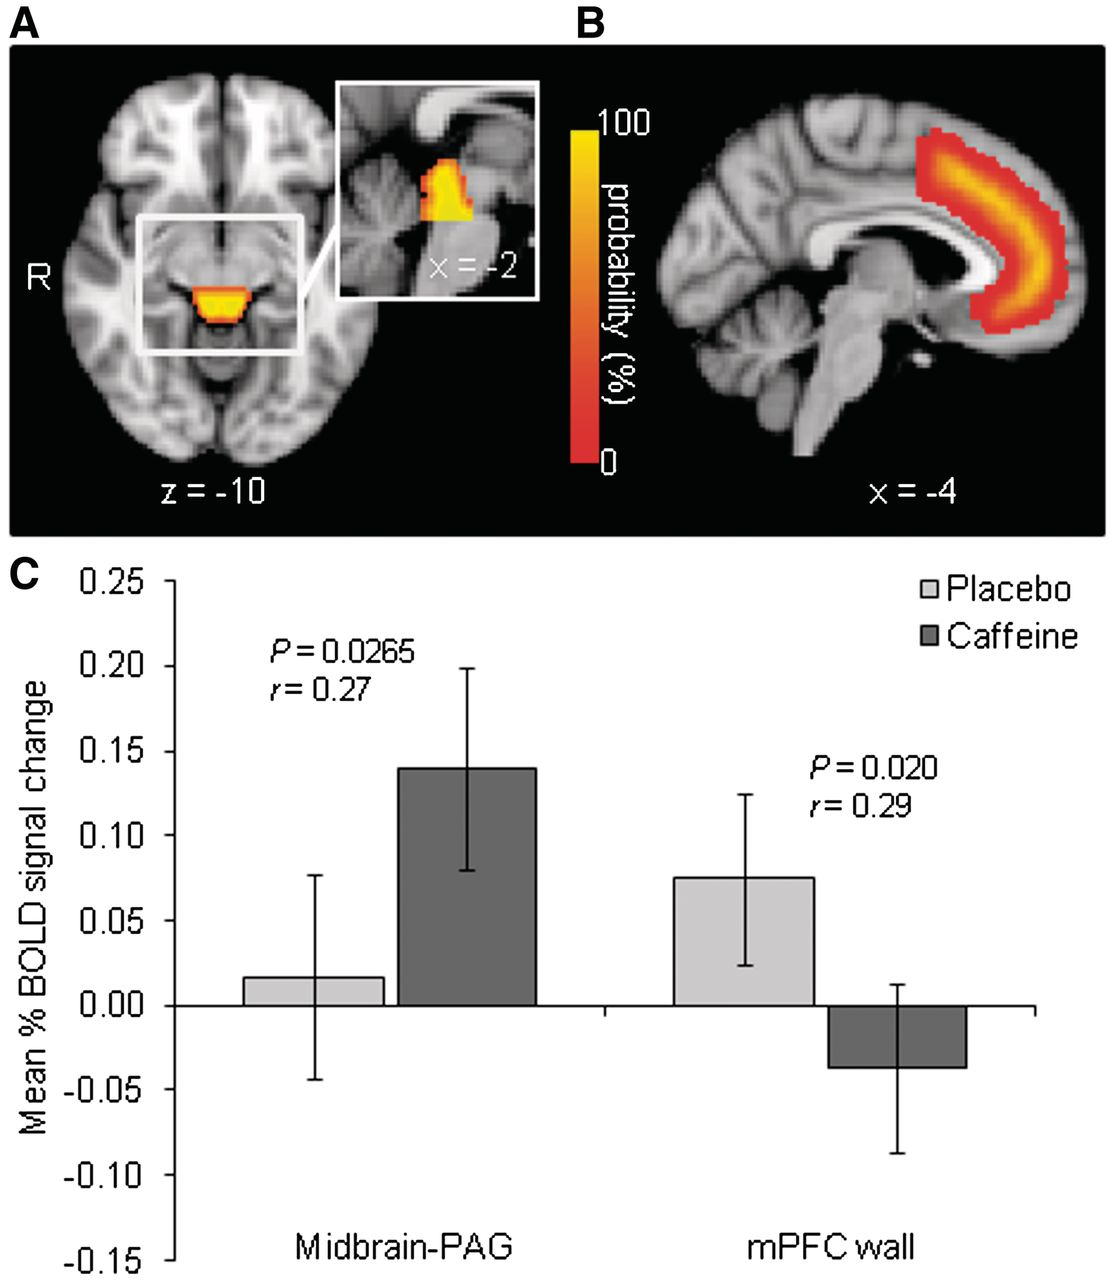 A
B
R
x = -2
z = -10
100
probability (%)
0
x = -4
C
Mean % BOLD signal change
0.25
0.20
0.15
0.10
0.05
0.00
-0.05
-0.10
-0.15
Placebo
Caffeine
P = 0.0265
r = 0.27
P = 0.020
r = 0.29
Midbrain-PAG
mPFC wall